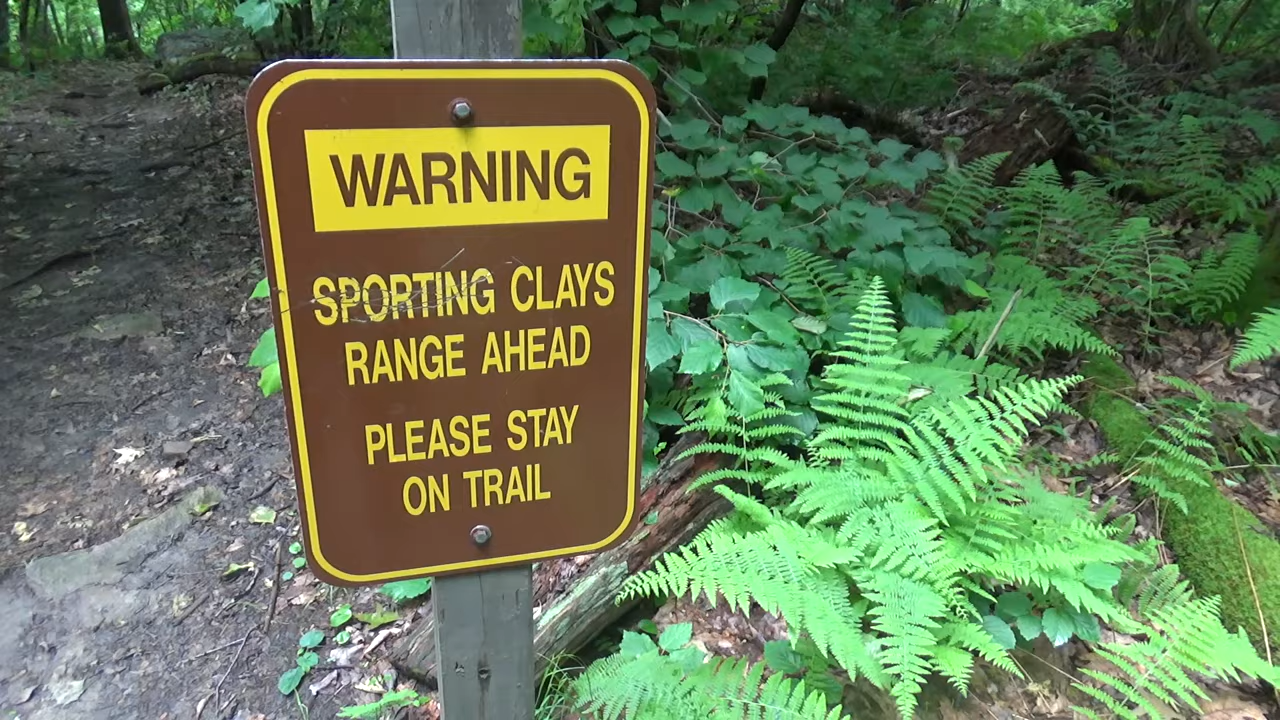 WARNING
SPORTING CLAYS
RANGE AHEAD
PLEASE STAY
ON TRAIL